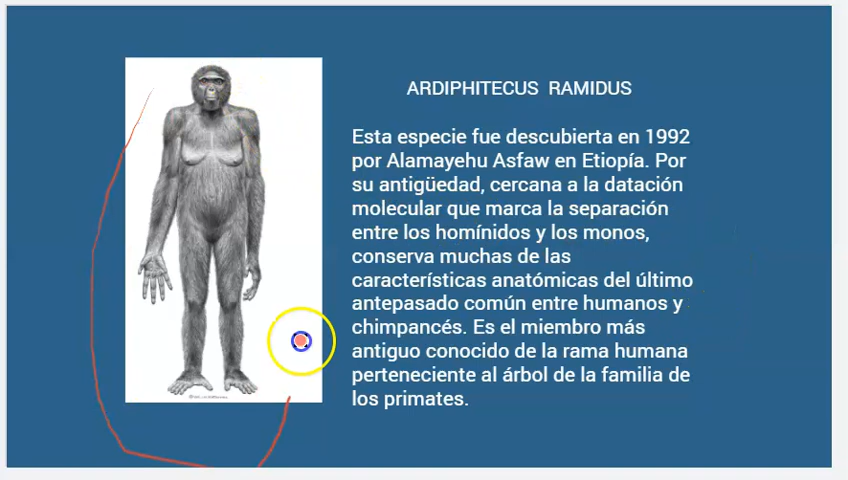 ARDIPHITECUS RAMIDUS
Esta especie fue descubierta en 1992
por Alamayehu Asfaw en Etiopía. Por
su antigüedad, cercana a la datación
molecular que marca la separación
entre los homínidos y los monos,
conserva muchas de las
características anatómicas del último
antepasado común entre humanos y
chimpancés. Es el miembro más
antiguo conocido de la rama humana
perteneciente al árbol de la familia de
los primates.